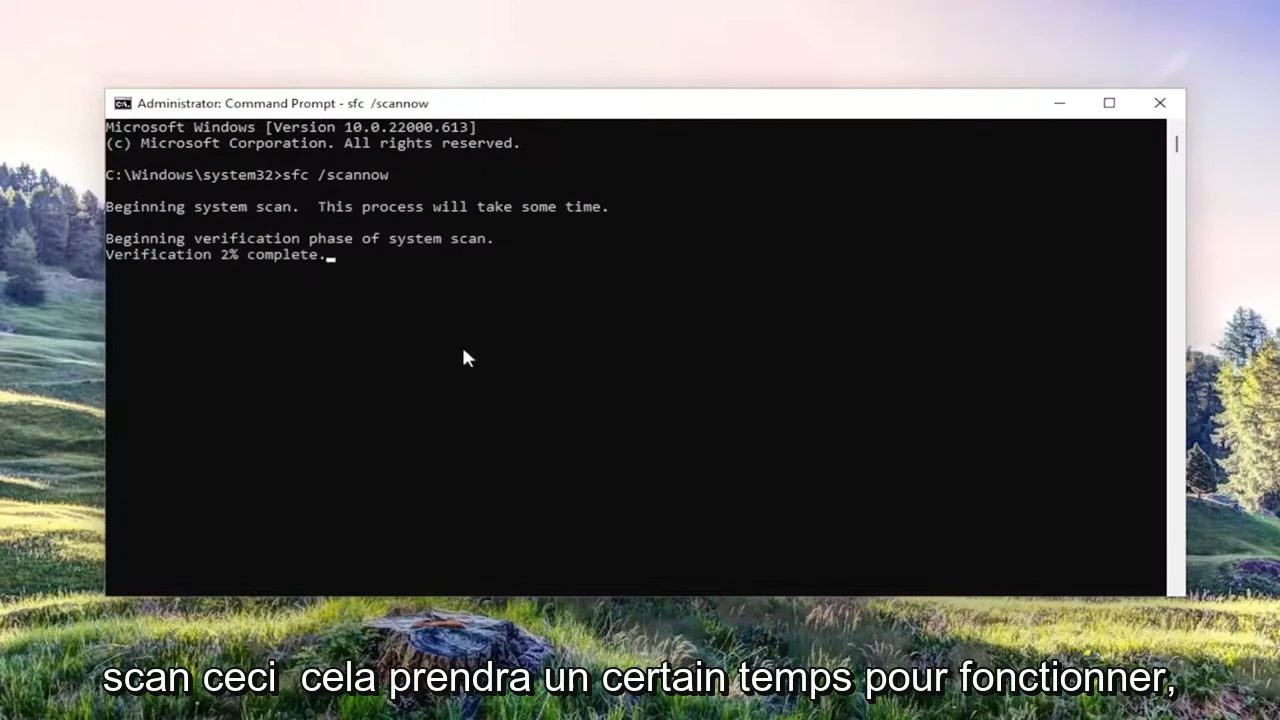 Administrator: Command Prompt - sfc  /scannow
Microsoft Windows [Version 10.0.22000.613]
(c) Microsoft Corporation. All rights reserved.
C:\Windows\system32>sfc /scannow
Beginning system scan.  This process will take some time.
Beginning verification phase of system scan.
Verification 2% complete.
scan ceci  cela prendra un certain temps pour fonctionner,